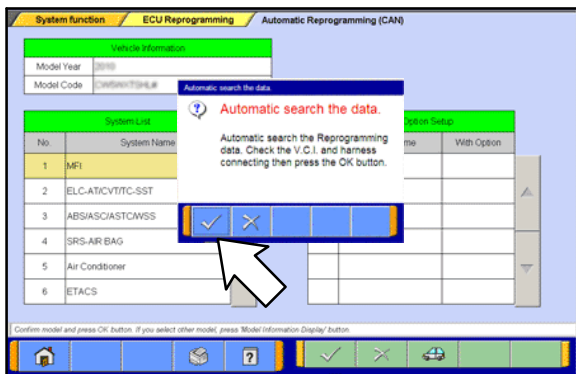 System function
ECU Reprogramming
Automatic Reprogramming (CAN)
Vehicle Information
Model Year 2010
Model Code
Automatic search the data.
Automatic search the data.
Automatic search the Reprogramming
data. Check the V.C.I. and harness
connecting then press the OK button.
System List
Option Setup
No. System Name
With Option
1 MFI
2 ELC-AT/CVT/TC-SST
3 ABS/ASC/ASTC/WSS
4 SRS-AIR BAG
5 Air Conditioner
6 ETACS
Confirm model and press OK button. If you select other model, press 'Model Information Display' button.
?